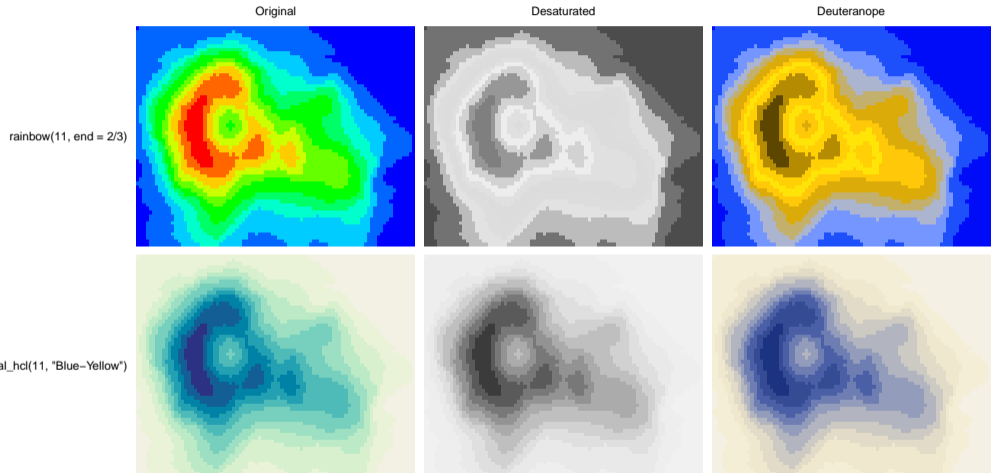 Original Desaturated Deuteranope
rainbow(11, end = 2/3)
al_hcl(11, "Blue−Yellow")